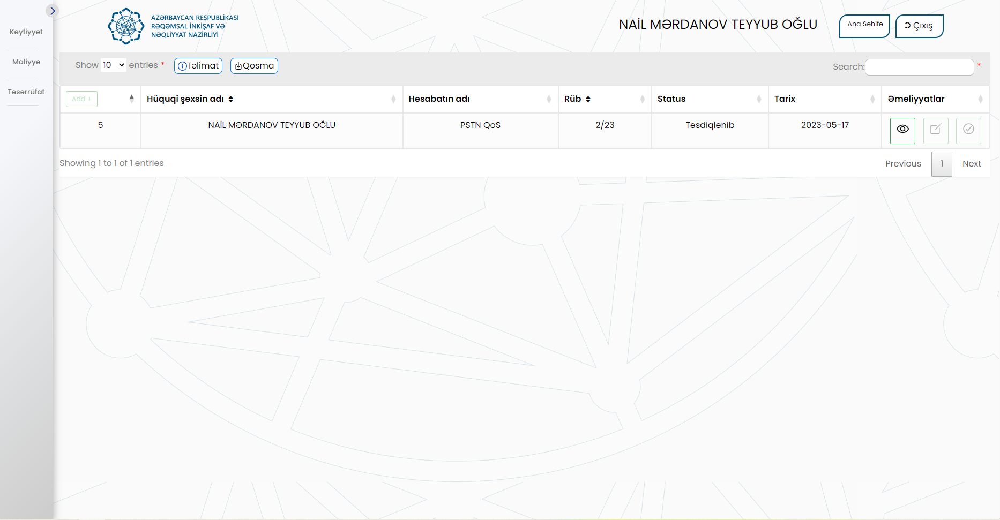 Keyfiyyət
Maliyyə
Təsərrüfat
AZƏRBAYCAN RESPUBLİKASI
RƏQƏMSAL İNKİŞAF VƏ
NƏQLİYYAT NAZİRLİYİ
NAİL MƏRDANOV TEYYUB OĞLU
Ana Səhifə
Çıxış
Show 10 entries * Təlimat Qosma
Search: *
Add + Hüquqi şəxsin adı Hesabatın adı Rüb Status Tarix Əməliyyatlar
5 NAİL MƏRDANOV TEYYUB OĞLU PSTN QoS 2/23 Təsdiqlənib 2023-05-17
Showing 1 to 1 of 1 entries
Previous 1 Next